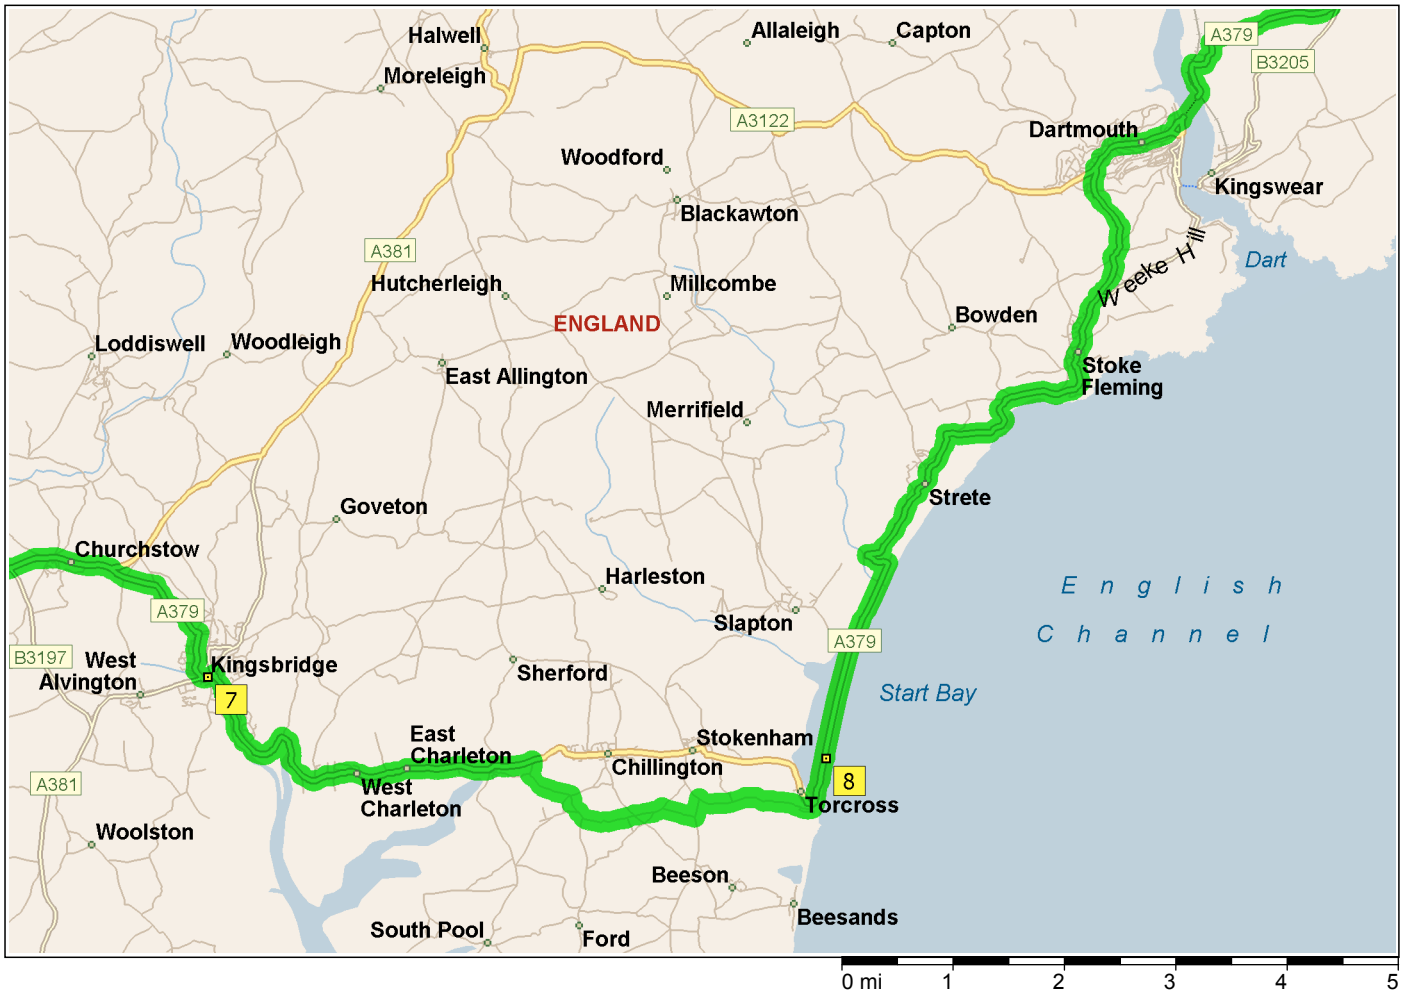 Halwell
Allaleigh
Capton
A379
B3205
Moreleigh
A3122
Dartmouth
Woodford
Kingswear
Blackawton
Weeke Hill
A381
Dart
Hutcherleigh
Millcombe
ENGLAND
Bowden
Loddiswell
Woodleigh
East Allington
Stoke
Fleming
Merrifield
Strete
Goveton
Churchstow
Harleston
English
Channel
A379
Slapton
A379
B3197
West
Alvington
Kingsbridge
Sherford
7
Start Bay
East
Charleton
Stokenham
Chillington
8
A381
West
Charleton
Torcross
Woolston
Beeson
Beesands
South Pool
Ford
0 mi 1 2 3 4 5